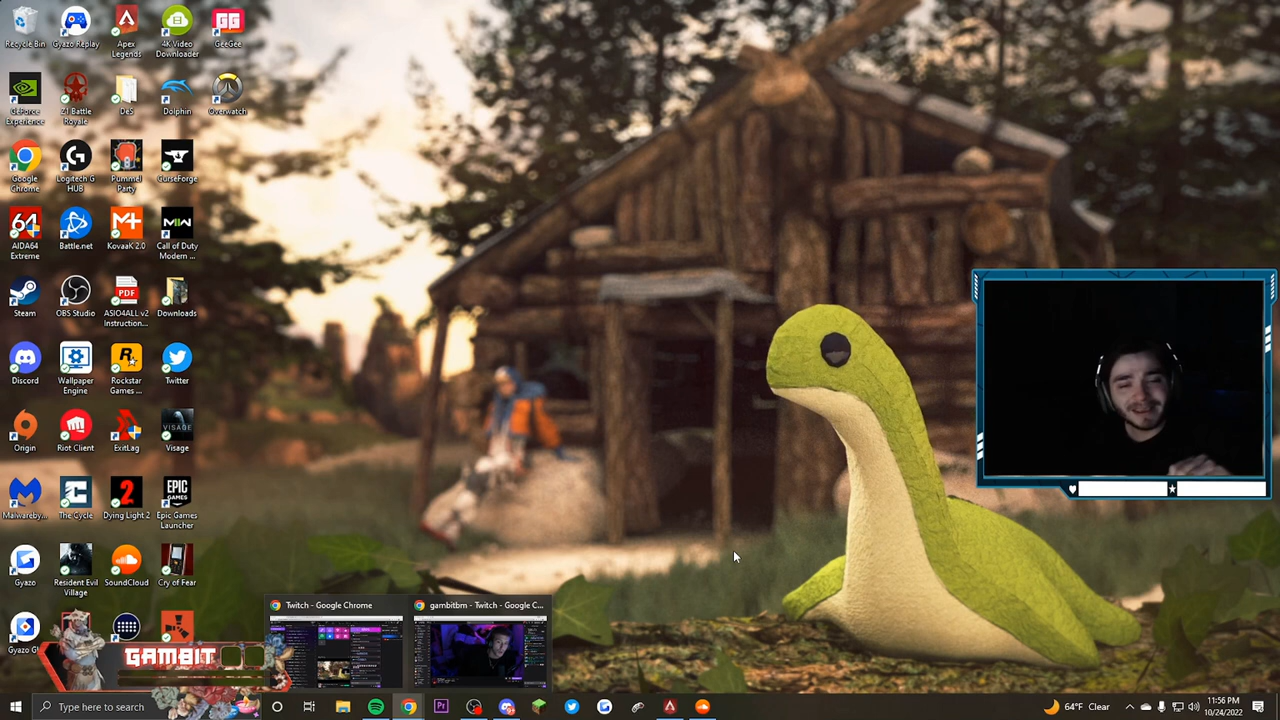 Recycle Bin
Gyazo Replay
Apex
Legends
4K Video
Downloader
GeeGee
GeForce
Experience
Z1 Battle
Royale
DeS
Dolphin
Overwatch
Google
Chrome
Logitech G
HUB
Pummel
Party
CurseForge
AIDA64
Extreme
Battle.net
KovaaK 2.0
Call of Duty
Modern ...
Steam
OBS Studio
ASIO4ALL v2
Instruction...
Downloads
Discord
Wallpaper
Engine
Rockstar
Games ...
Twitter
Origin
Riot Client
ExitLag
Visage
Malwareby...
The Cycle
Dying Light 2
Epic Games
Launcher
Gyazo
Resident Evil
Village
SoundCloud
Cry of Fear
GAMBIT
Twitch - Google Chrome
gambitbm - Twitch - Google C...
Type here to search
64°F Clear
11:56 PM
10/24/2022